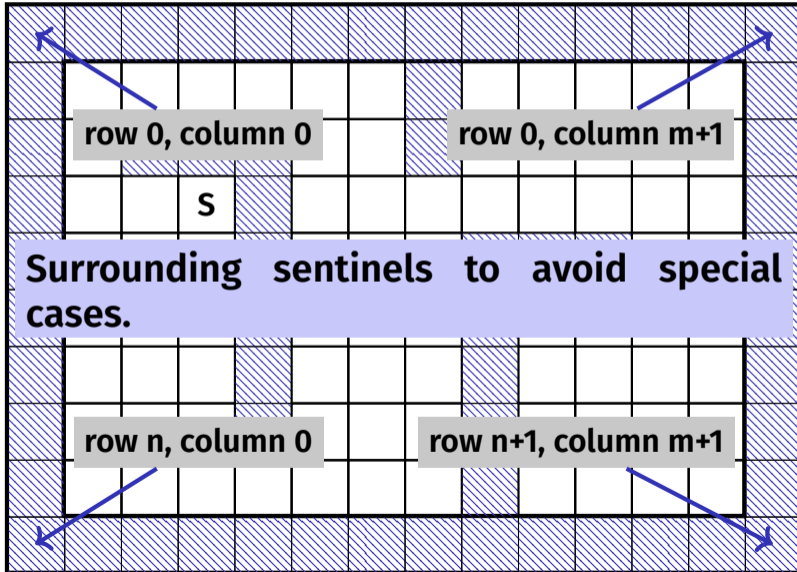 row 0, column 0
row 0, column m+1
S
Surrounding sentinels to avoid special
cases.
row n, column 0
row n+1, column m+1